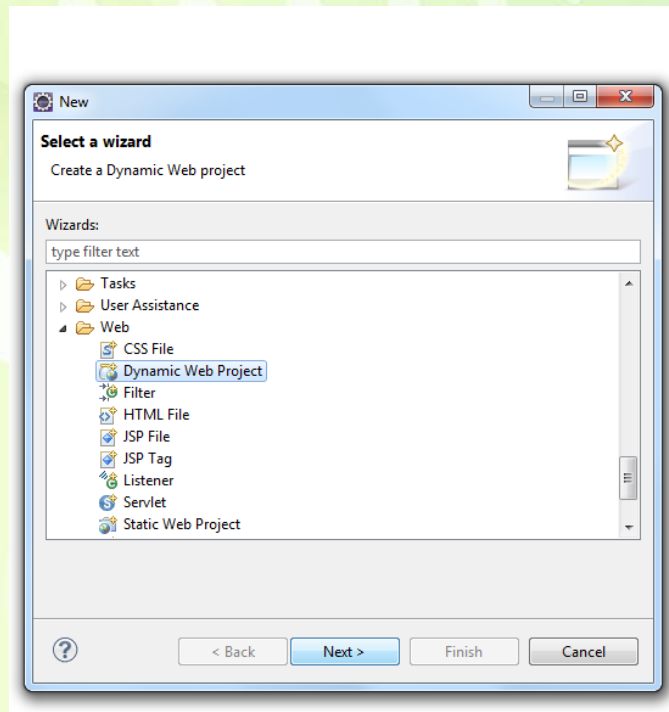 New
Select a wizard
Create a Dynamic Web project
Wizards:
type filter text
Tasks
User Assistance
Web
CSS File
Dynamic Web Project
Filter
HTML File
JSP File
JSP Tag
Listener
Servlet
Static Web Project
< Back Next > Finish Cancel